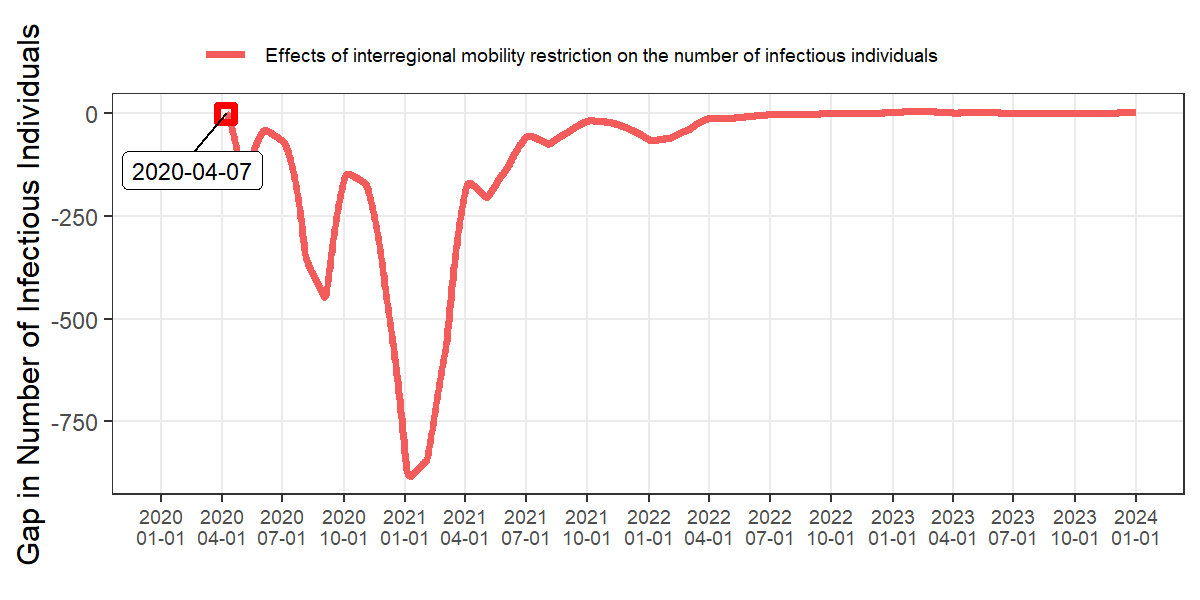 Effects of interregional mobility restriction on the number of infectious individuals
Gap in Number of Infectious Individuals
0
-250
-500
-750
2020-04-07
2020 2020 2020 2020 2021 2021 2021 2021 2022 2022 2022 2022 2023 2023 2023 2023 2024
01-01 04-01 07-01 10-01 01-01 04-01 07-01 10-01 01-01 04-01 07-01 10-01 01-01 04-01 07-01 10-01 01-01